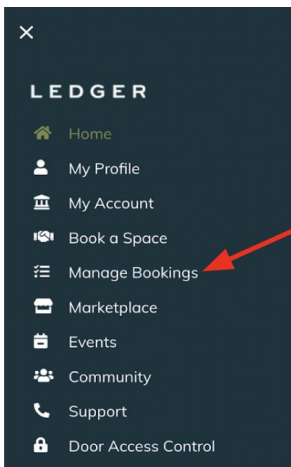 LEDGER
Home
My Profile
My Account
Book a Space
Manage Bookings
Marketplace
Events
Community
Support
Door Access Control